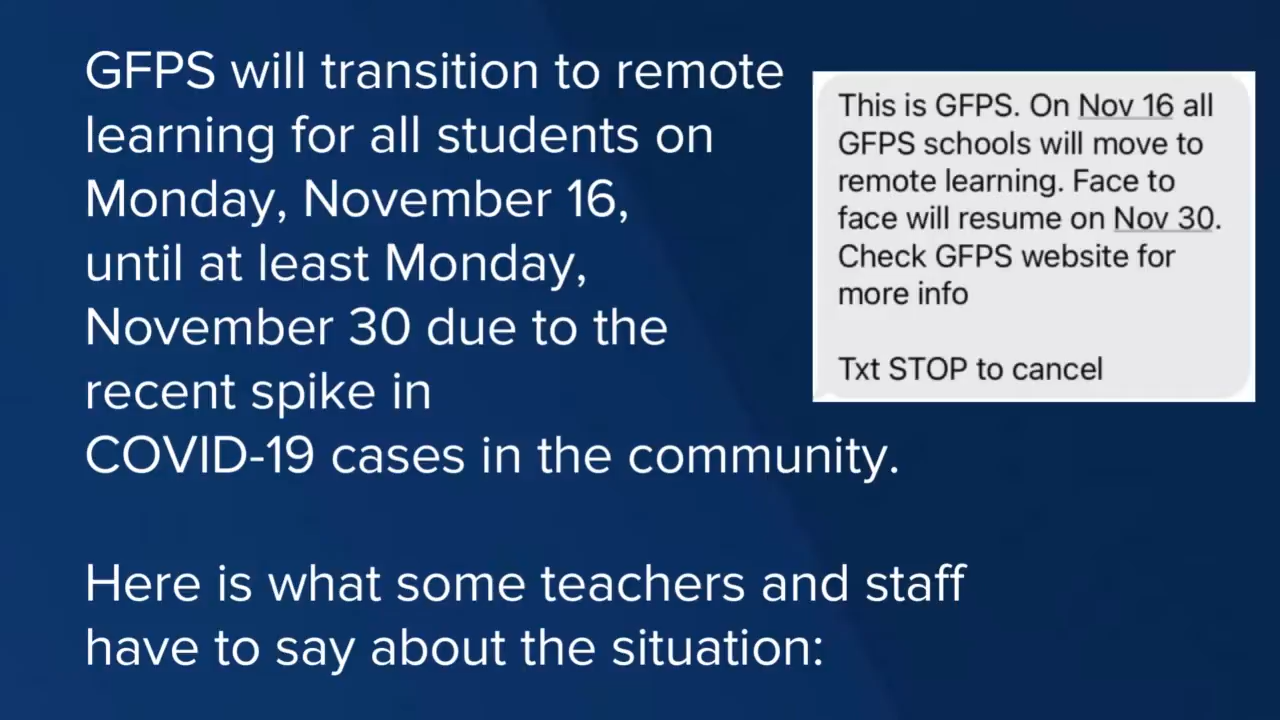 GFPS will transition to remote
learning for all students on
Monday, November 16,
until at least Monday,
November 30 due to the
recent spike in
COVID-19 cases in the community.
Here is what some teachers and staff
have to say about the situation:
This is GFPS. On Nov 16 all
GFPS schools will move to
remote learning. Face to
face will resume on Nov 30.
Check GFPS website for
more info
Txt STOP to cancel